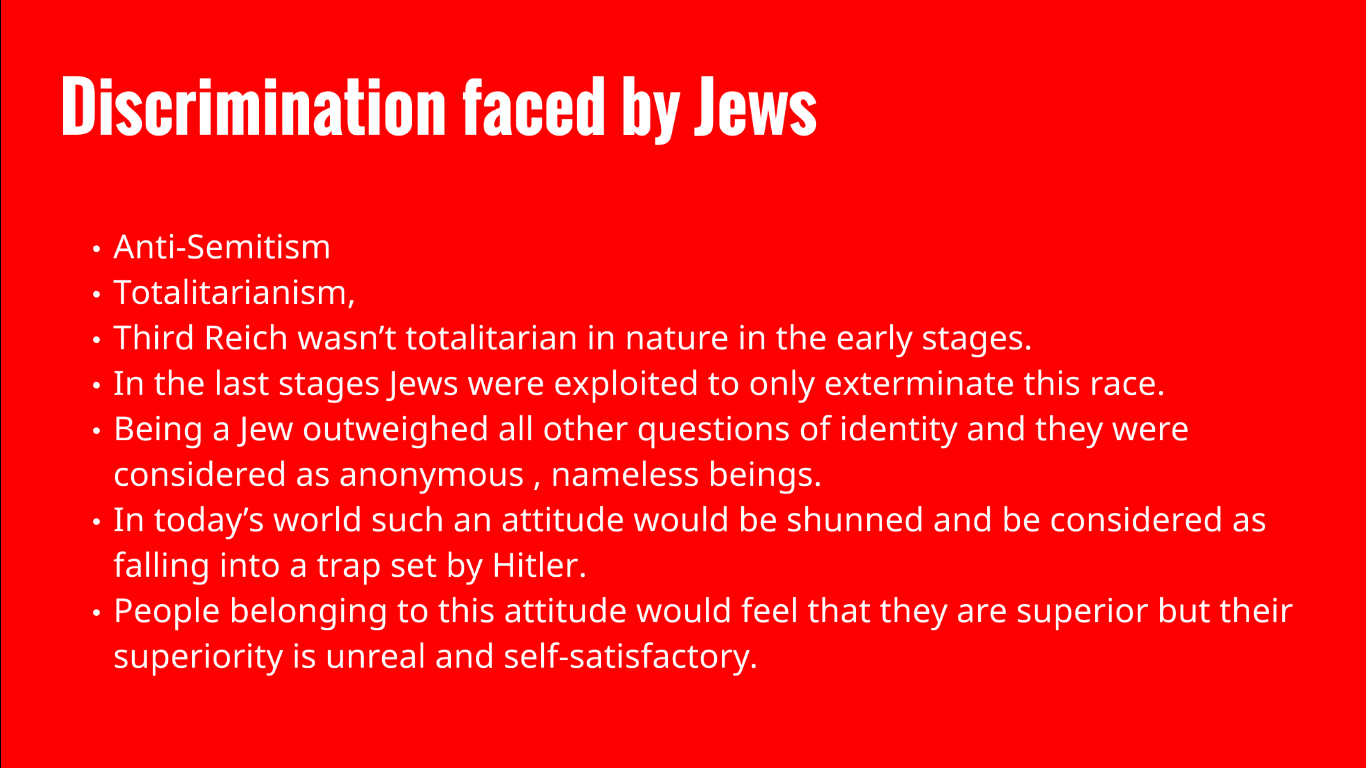 Discrimination faced by Jews
• Anti-Semitism
• Totalitarianism,
• Third Reich wasn’t totalitarian in nature in the early stages.
• In the last stages Jews were exploited to only exterminate this race.
• Being a Jew outweighed all other questions of identity and they were
considered as anonymous , nameless beings.
• In today’s world such an attitude would be shunned and be considered as
falling into a trap set by Hitler.
• People belonging to this attitude would feel that they are superior but their
superiority is unreal and self-satisfactory.